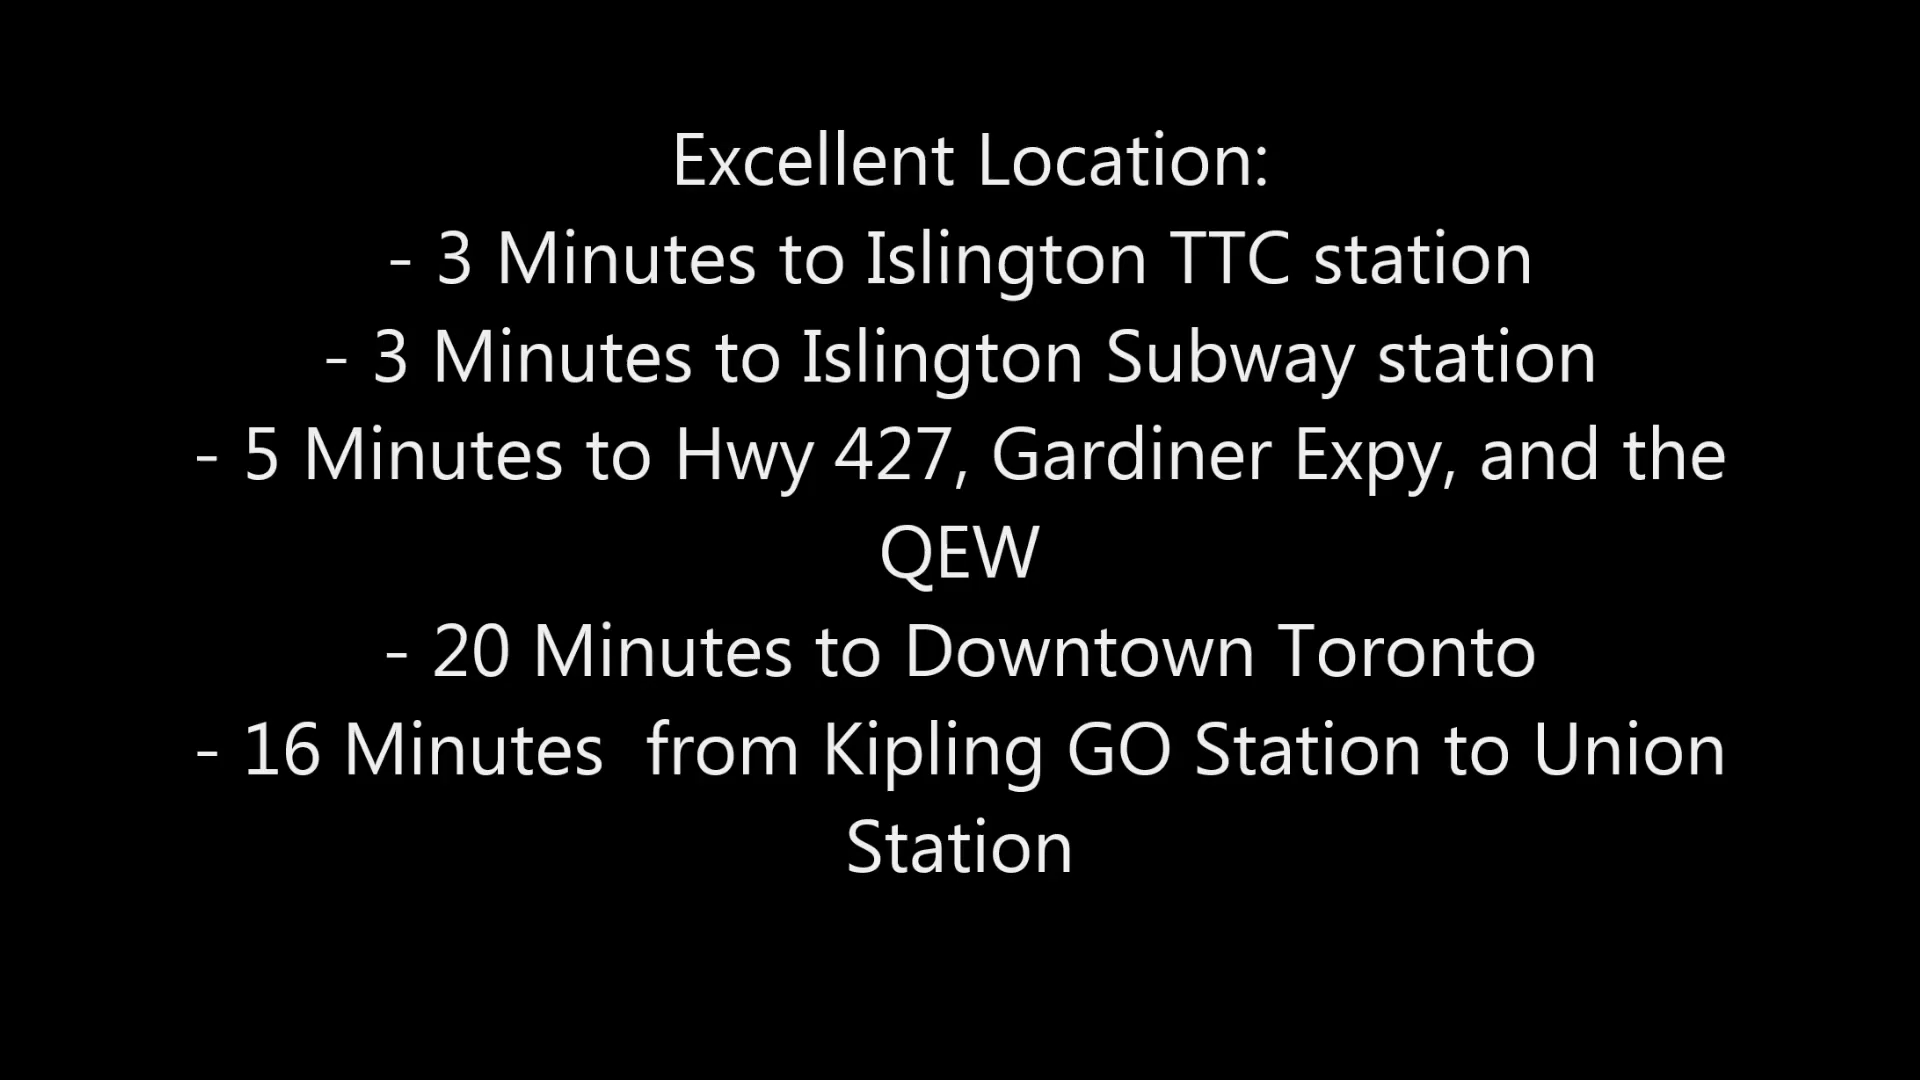 Excellent Location:
- 3 Minutes to Islington TTC station
- 3 Minutes to Islington Subway station
- 5 Minutes to Hwy 427, Gardiner Expy, and the
QEW
- 20 Minutes to Downtown Toronto
- 16 Minutes  from Kipling GO Station to Union
Station